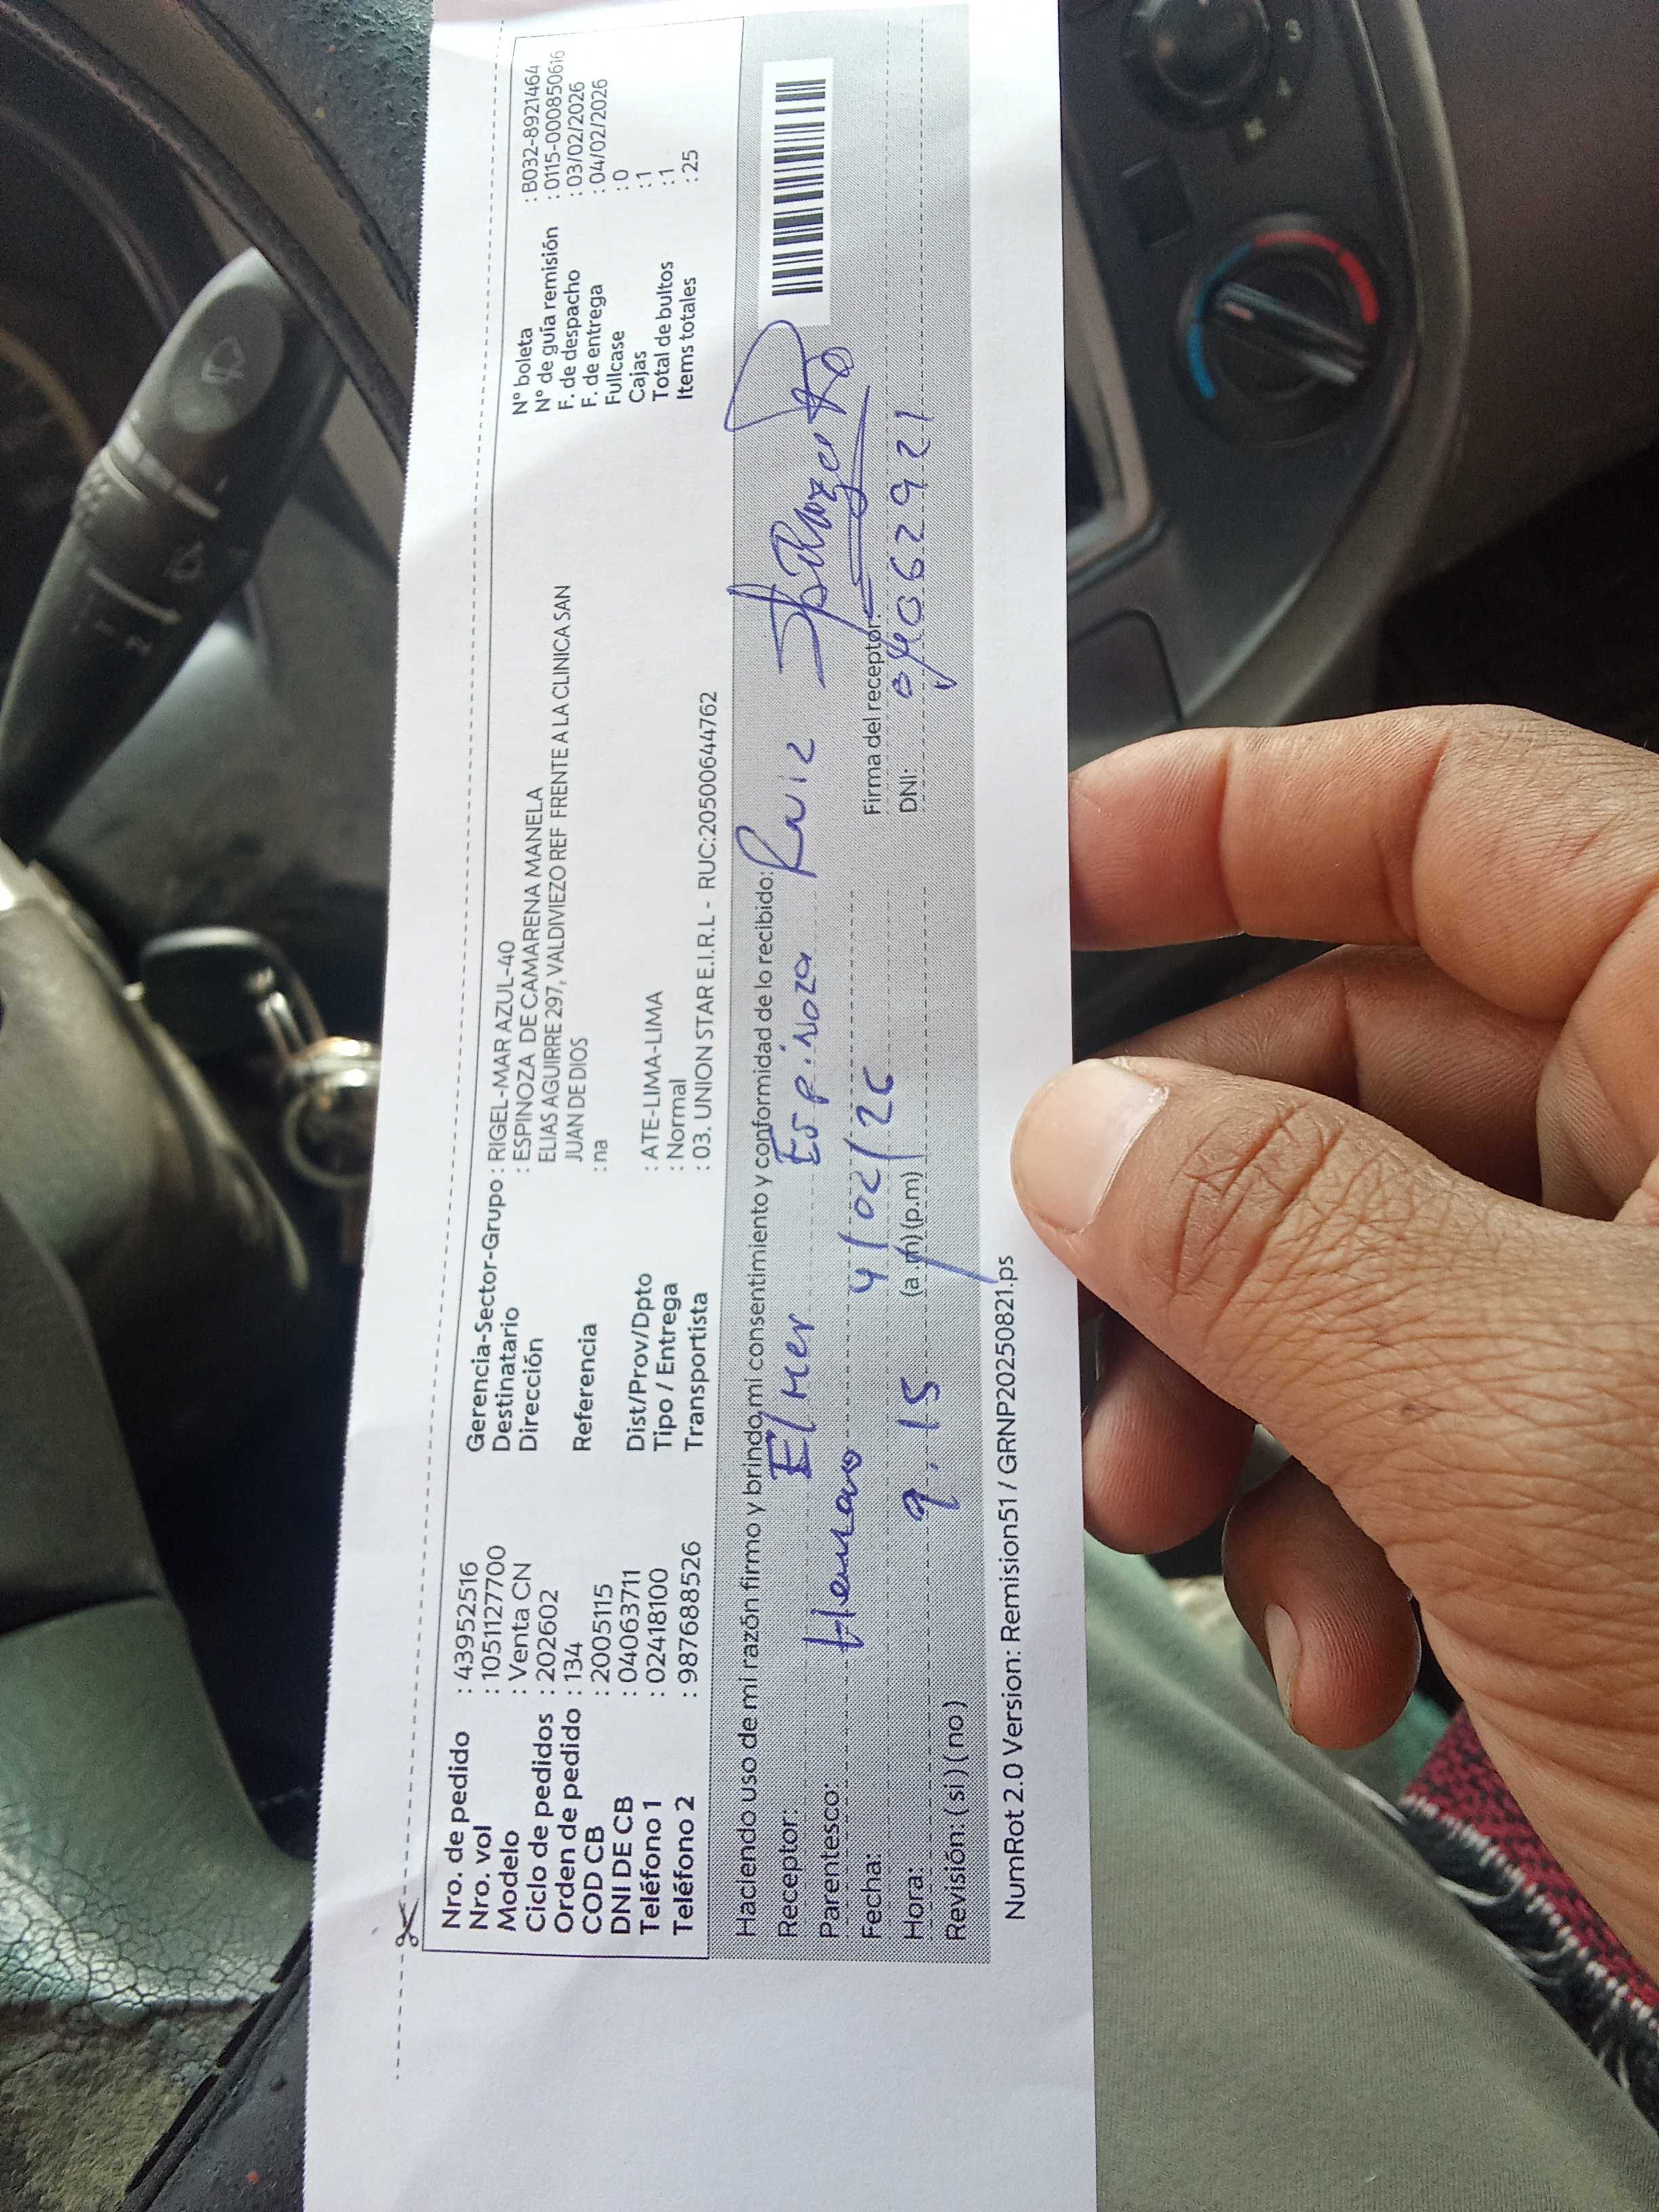 Nro. de pedido : 43952516
Nro. vol : 1051127700
Modelo : Venta CN
Ciclo de pedidos : 202602
Orden de pedido : 134
COD CB : 2005115
DNI DE CB : 04063711
Teléfono 1 : 02418100
Teléfono 2 : 987688526
Gerencia-Sector-Grupo : RIGEL-MAR AZUL-40
Destinatario : ESPINOZA DE CAMARENA MANELA
Dirección ELIAS AGUIRRE 297, VALDIVIEZO REF FRENTE A LA CLINICA SAN
JUAN DE DIOS
Referencia : na
Dist/Prov/Dpto : ATE-LIMA-LIMA
Tipo / Entrega : Normal
Transportista : 03. UNION STAR E.I.R.L - RUC:20500644762
N° boleta : B032-8921464
N° de guía remisión : 0115-0000850616
F. de despacho : 03/02/2026
F. de entrega : 04/02/2026
Fullcase : 0
Cajas : 1
Total de bultos : 1
Items totales : 25
Haciendo uso de mi razón firmo y brindo mi consentimiento y conformidad de lo recibido:
Receptor: Elmer Espinoza Ruiz
Parentesco: Hermano
Fecha: 4/02/26
Firma del receptor:
Hora: 9.15 (a.m) (p.m)
DNI: 04062921
Revisión: ( si ) ( no )
NumRot 2.0 Version: Remision51 / GRNP20250821.ps